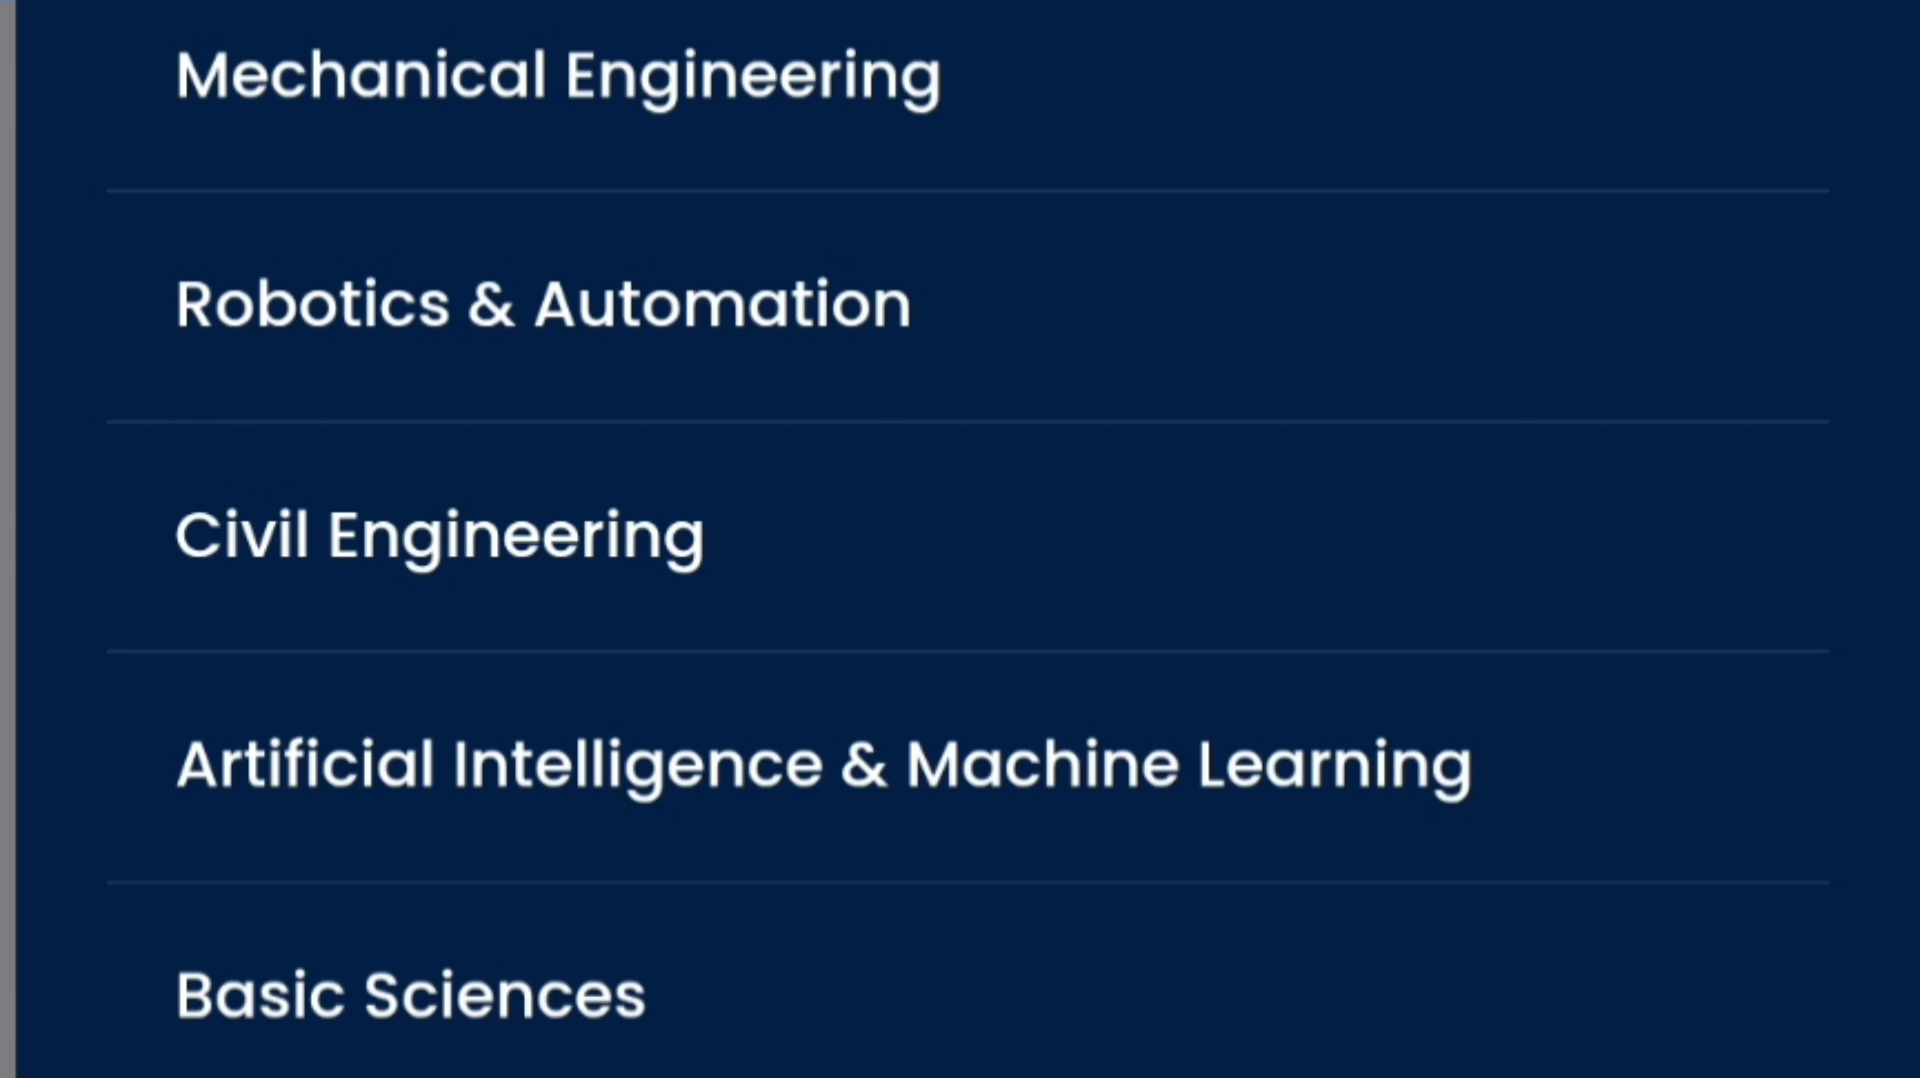 Mechanical Engineering
Robotics & Automation
Civil Engineering
Artificial Intelligence & Machine Learning
Basic Sciences